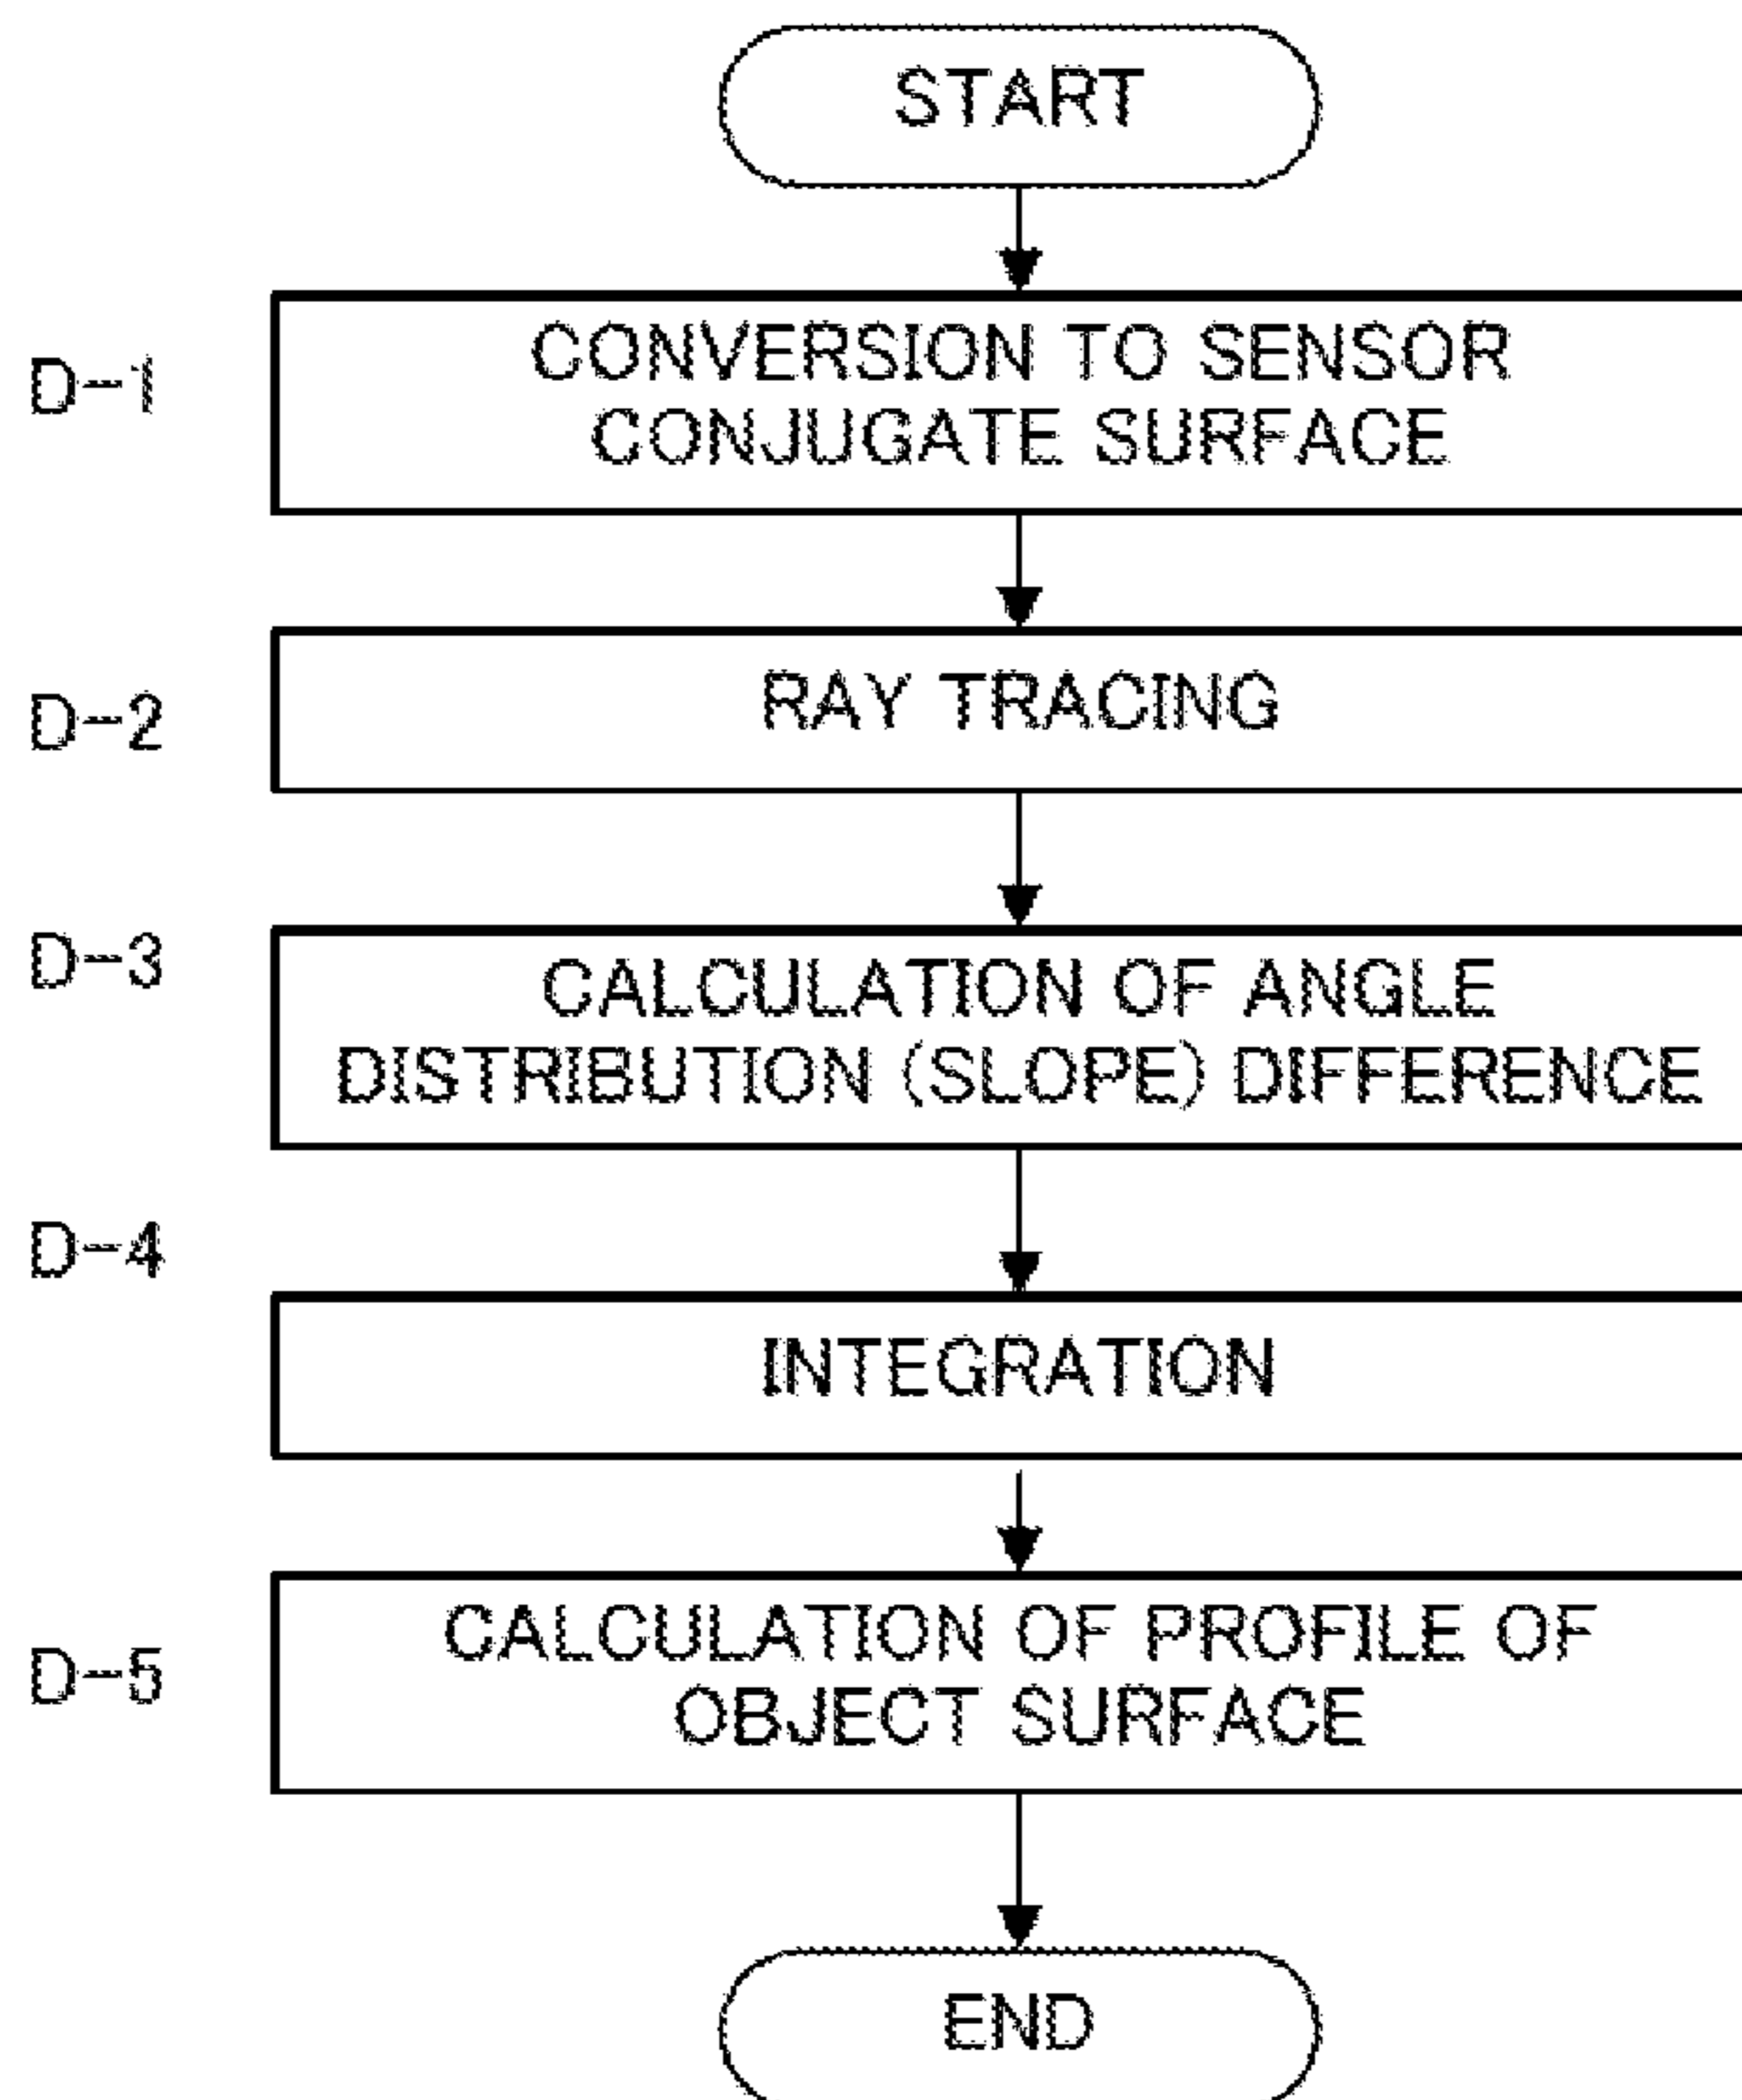 START
D-1
CONVERSION TO SENSOR
CONJUGATE SURFACE
D-2
RAY TRACING
D-3
CALCULATION OF ANGLE
DISTRIBUTION (SLOPE) DIFFERENCE
D-4
INTEGRATION
D-5
CALCULATION OF PROFILE OF
OBJECT SURFACE
END